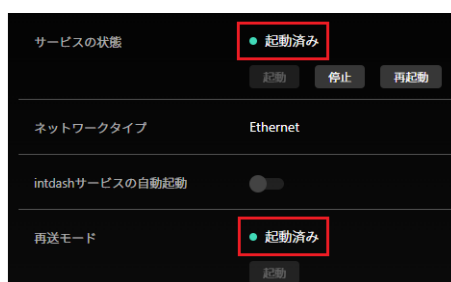 サービスの状態 起動済み
起動 停止 再起動
ネットワークタイプ Ethernet
intdashサービスの自動起動
再送モード 起動済み
起動